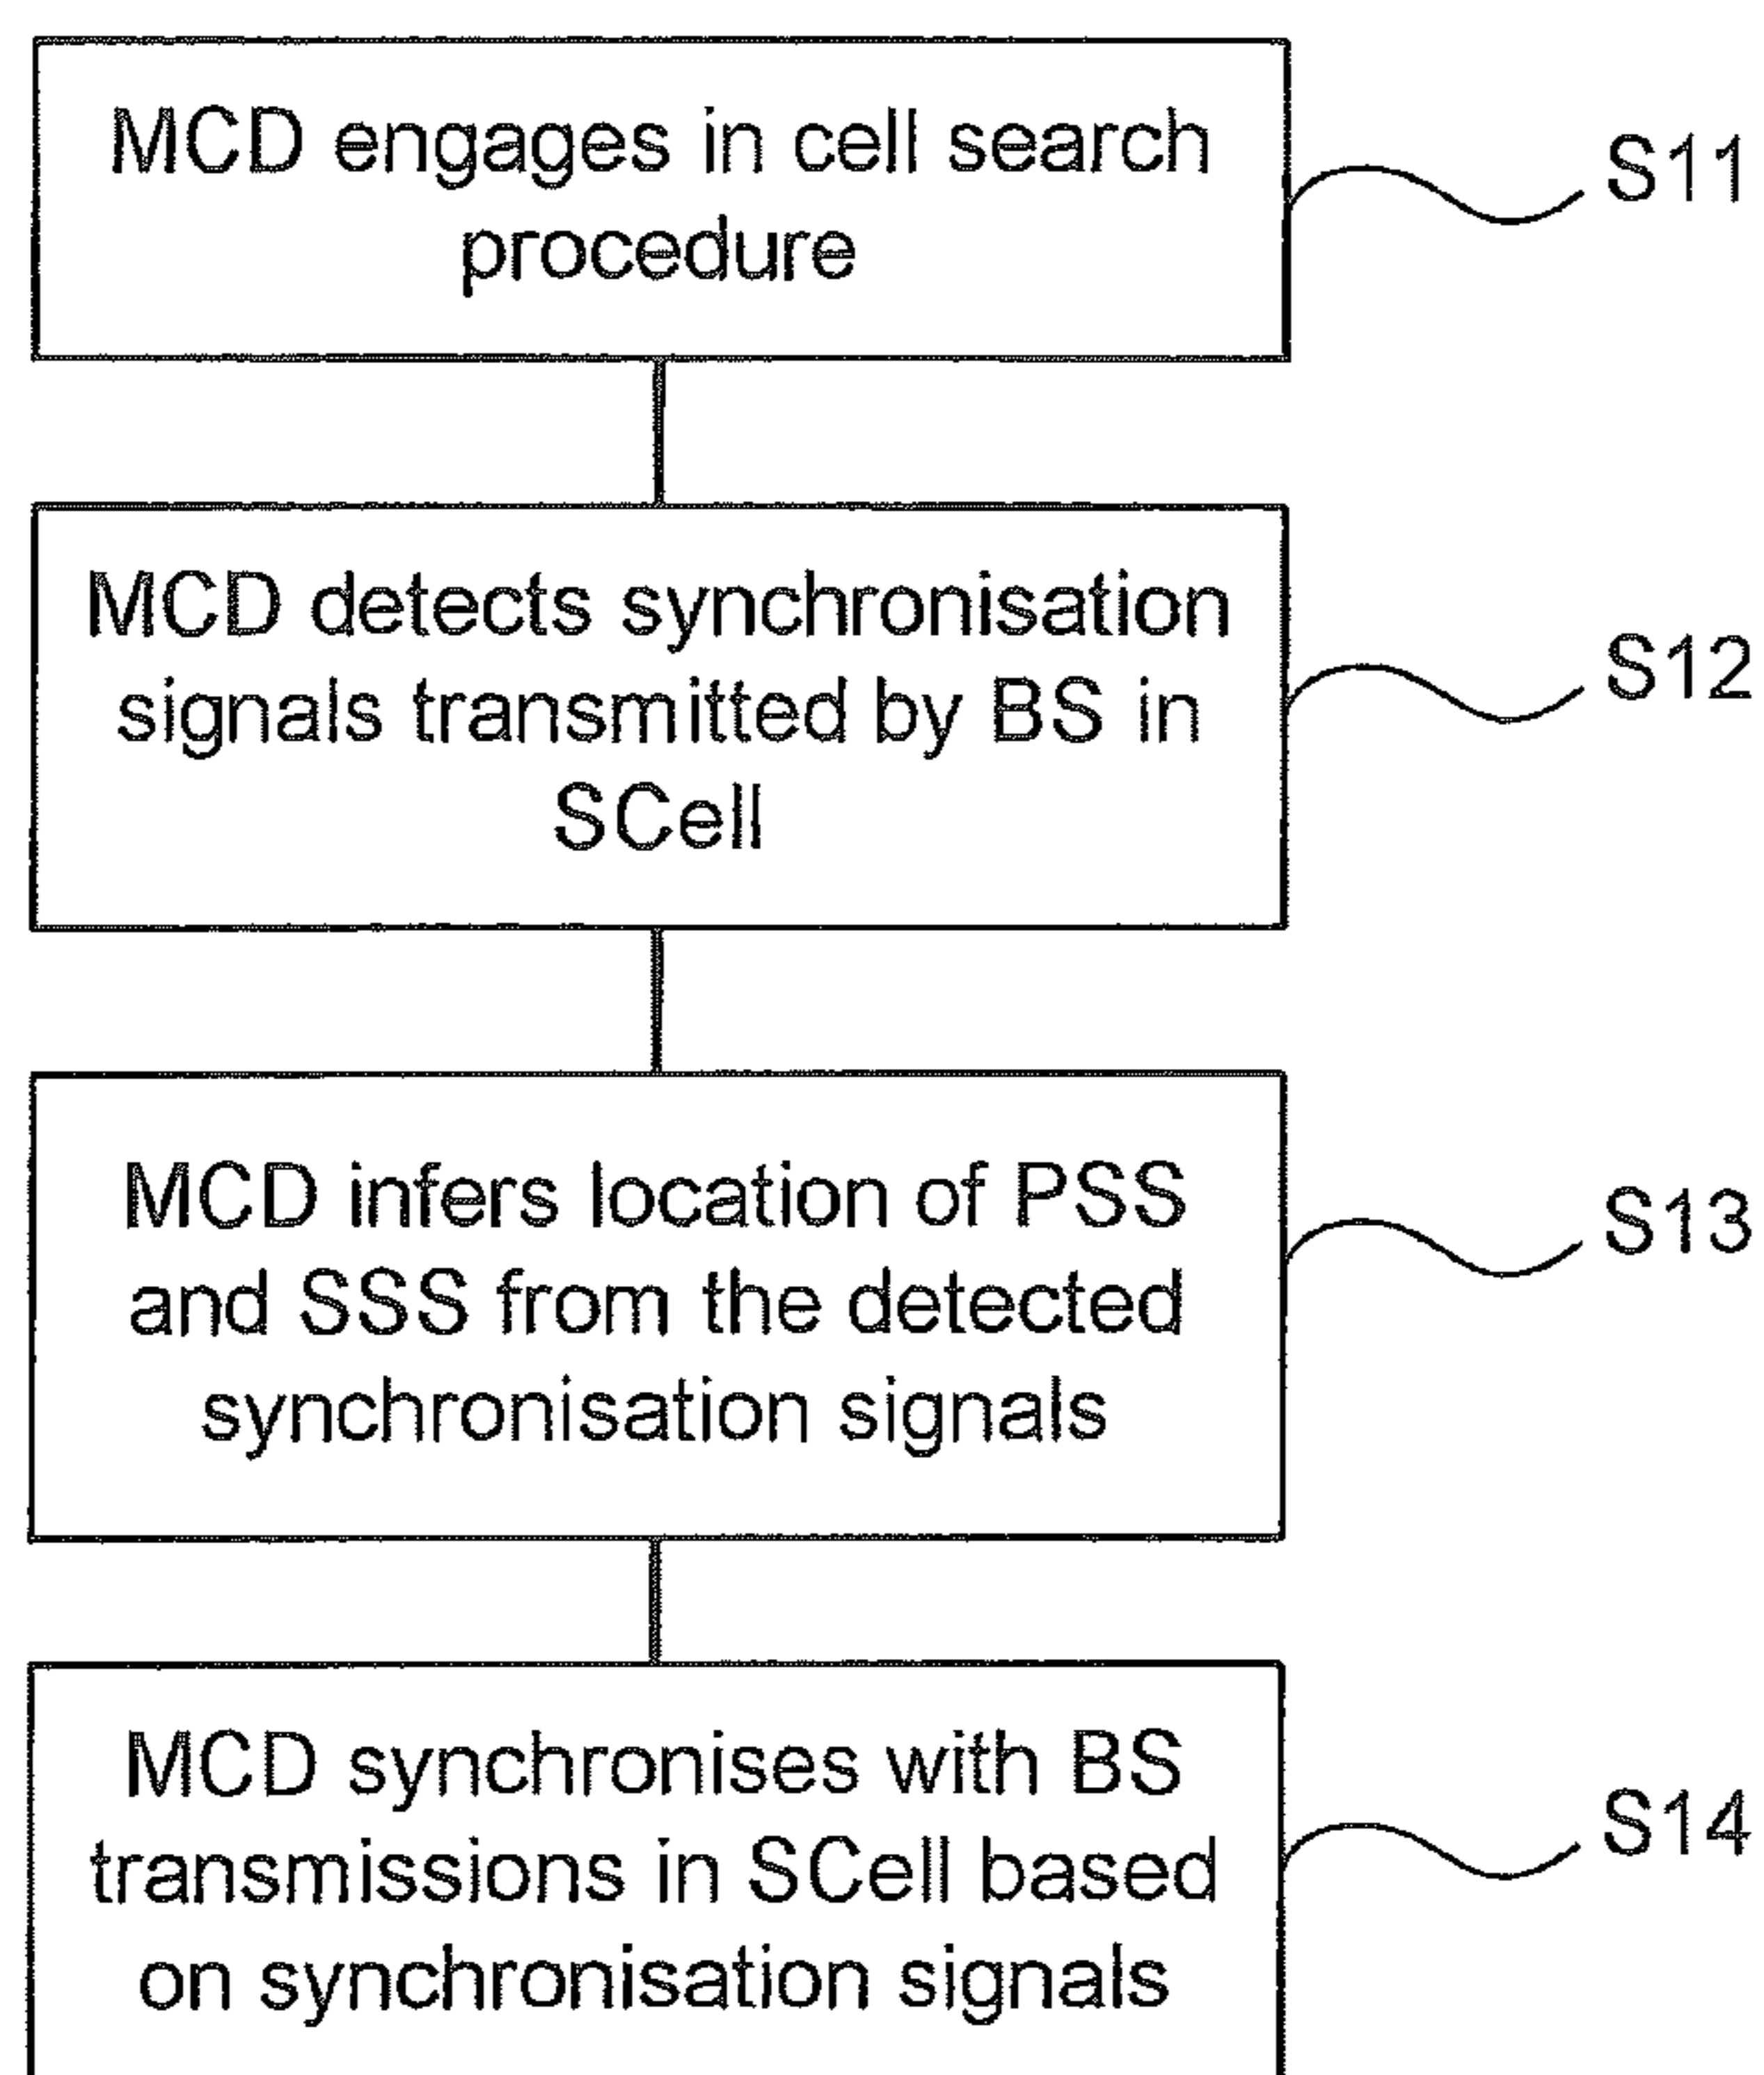 MCD engages in cell search
procedure
S11
MCD detects synchronisation
signals transmitted by BS in
SCell
S12
MCD infers location of PSS
and SSS from the detected
synchronisation signals
S13
MCD synchronises with BS
transmissions in SCell based
on synchronisation signals
S14